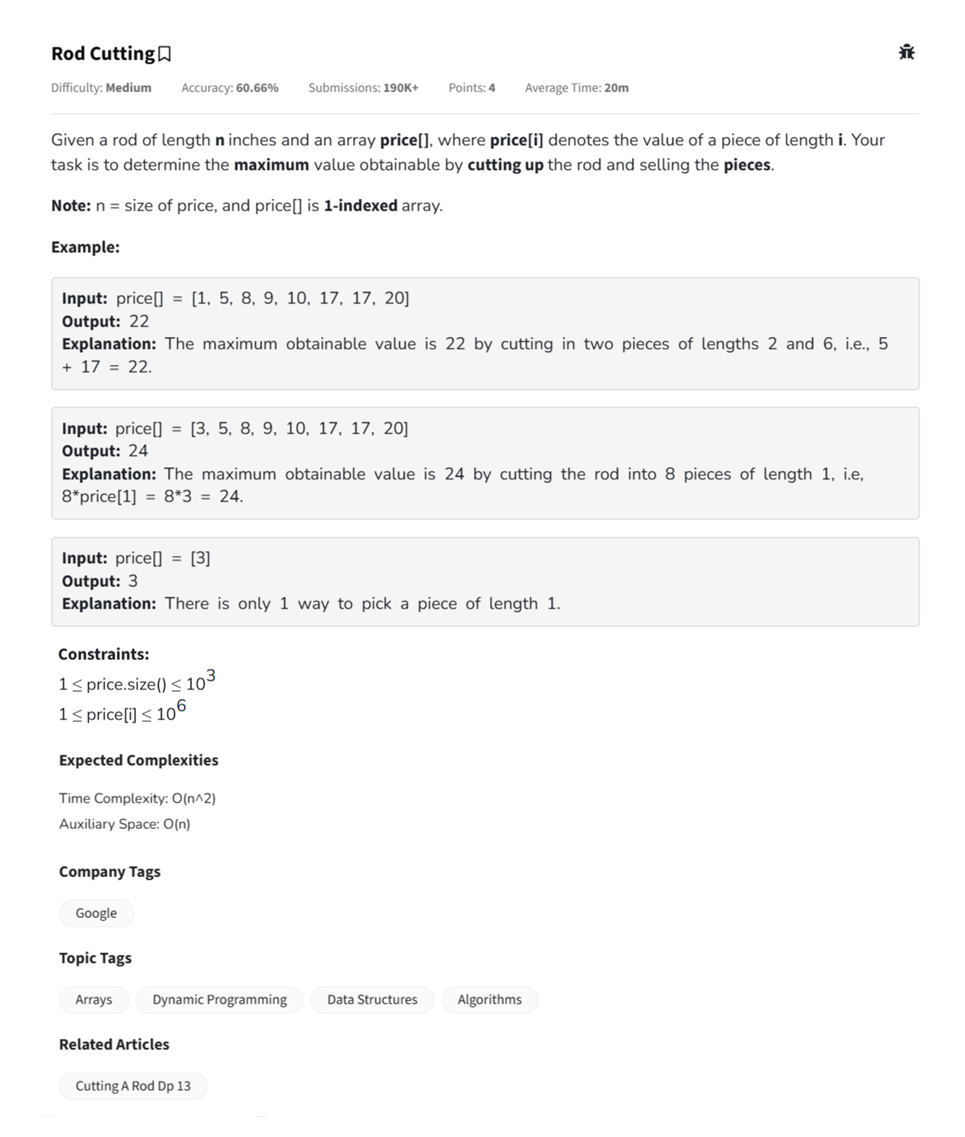 Rod Cutting
Difficulty: Medium Accuracy: 60.66% Submissions: 190K+ Points: 4 Average Time: 20m
Given a rod of length n inches and an array price[], where price[i] denotes the value of a piece of length i. Your
task is to determine the maximum value obtainable by cutting up the rod and selling the pieces.
Note: n = size of price, and price[] is 1-indexed array.
Example:
Input: price[] = [1, 5, 8, 9, 10, 17, 17, 20]
Output: 22
Explanation: The maximum obtainable value is 22 by cutting in two pieces of lengths 2 and 6, i.e., 5
+ 17 = 22.
Input: price[] = [3, 5, 8, 9, 10, 17, 17, 20]
Output: 24
Explanation: The maximum obtainable value is 24 by cutting the rod into 8 pieces of length 1, i.e,
8*price[1] = 8*3 = 24.
Input: price[] = [3]
Output: 3
Explanation: There is only 1 way to pick a piece of length 1.
Constraints:
1 ≤ price.size() ≤ 10³
1 ≤ price[i] ≤ 10⁶
Expected Complexities
Time Complexity: O(n^2)
Auxiliary Space: O(n)
Company Tags
Google
Topic Tags
Arrays Dynamic Programming Data Structures Algorithms
Related Articles
Cutting A Rod Dp 13